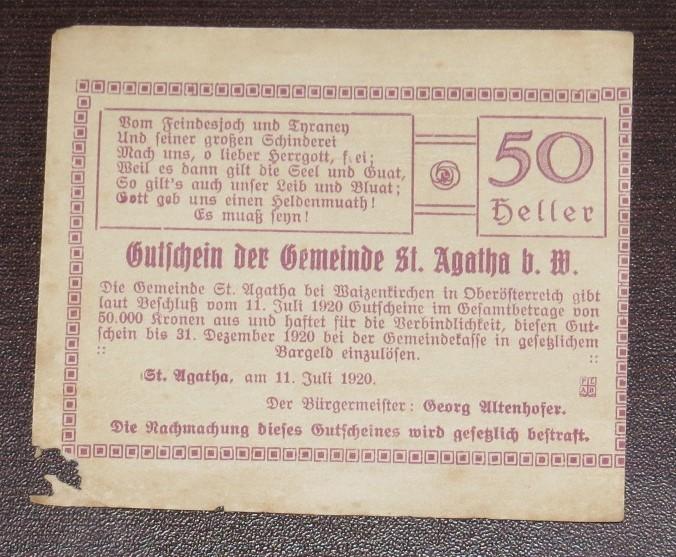 Vom Feindesjoch und Tyraney
Und seiner großen Schinderei
Mach uns, o lieber Herrgott, frei;
Weil es dann gilt die Seel und Guat,
So gilt's auch unser Leib und Bluat;
Gott geb uns einen Heldenmuath!
Es muaß seyn!
50
Heller
Gutschein der Gemeinde St. Agatha b. W.
Die Gemeinde St. Agatha bei Waizenkirchen in Oberösterreich gibt
laut Beschluß vom 11. Juli 1920 Gutscheine im Gesamtbetrage von
50.000 Kronen aus und haftet für die Verbindlichkeit, diesen Gut-
schein bis 31. Dezember 1920 bei der Gemeindekasse in gesetzlichem
:: Bargeld einzulösen. ::
St. Agatha, am 11. Juli 1920.
Der Bürgermeister: Georg Altenhofer.
Die Nachmachung dieses Gutscheines wird gesetzlich bestraft.